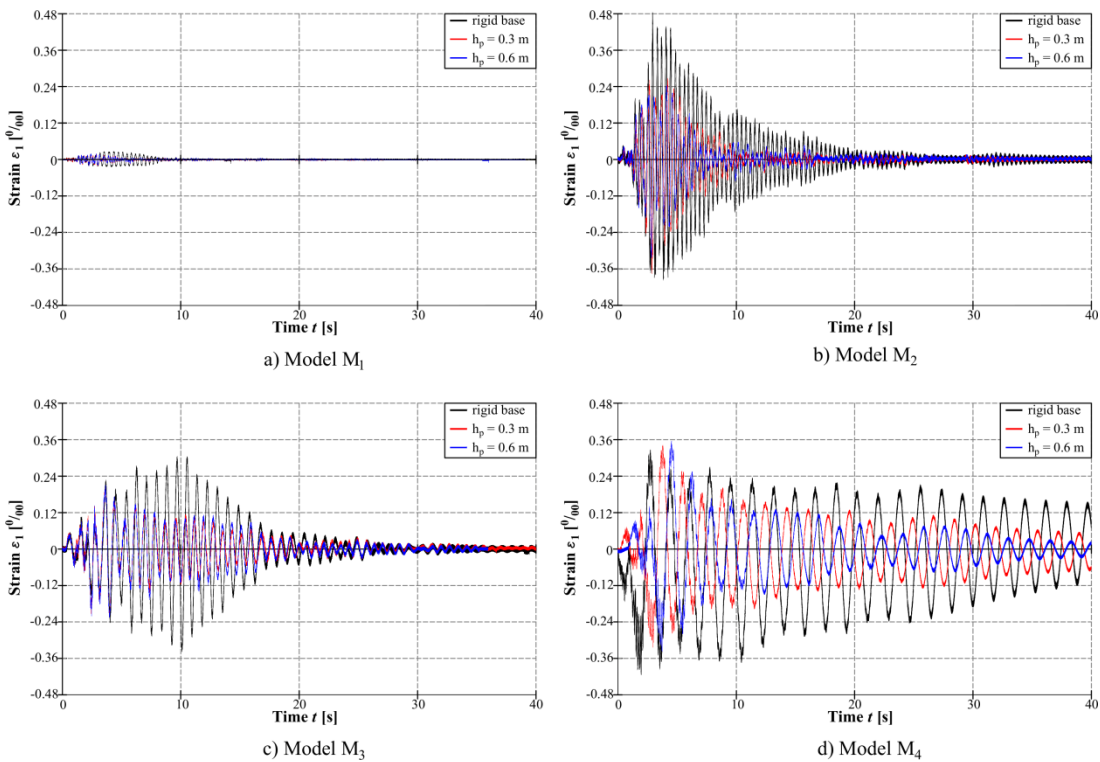 0.48
0.36
0.24
0.12
0
-0.12
-0.24
-0.36
-0.48
Strain ε₁ [⁰/₀₀]
rigid base
hₚ = 0.3 m
hₚ = 0.6 m
0 10 20 30 40
Time t [s]
a) Model M₁
0.48
0.36
0.24
0.12
0
-0.12
-0.24
-0.36
-0.48
Strain ε₁ [⁰/₀₀]
rigid base
hₚ = 0.3 m
hₚ = 0.6 m
0 10 20 30 40
Time t [s]
b) Model M₂
0.48
0.36
0.24
0.12
0
-0.12
-0.24
-0.36
-0.48
Strain ε₁ [⁰/₀₀]
rigid base
hₚ = 0.3 m
hₚ = 0.6 m
0 10 20 30 40
Time t [s]
c) Model M₃
0.48
0.36
0.24
0.12
0
-0.12
-0.24
-0.36
-0.48
Strain ε₁ [⁰/₀₀]
rigid base
hₚ = 0.3 m
hₚ = 0.6 m
0 10 20 30 40
Time t [s]
d) Model M₄